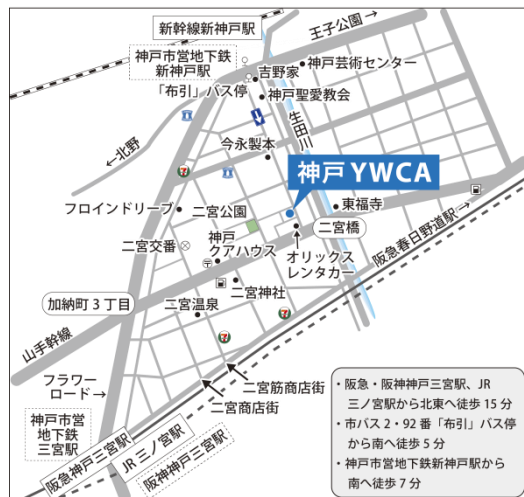 新幹線新神戸駅
王子公園→
神戸市営地下鉄
新神戸駅
神戸芸術センター
吉野家
「布引」バス停
神戸聖愛教会
生田川
←北野
今永製本
7
神戸 YWCA
フロインドリーブ
二宮公園
東福寺
二宮橋
阪急春日野道駅→
二宮交番
神戸
クアハウス
オリックス
レンタカー
加納町3丁目
二宮神社
二宮温泉
山手幹線
7
7
フラワー
ロード→
二宮筋商店街
二宮商店街
神戸市営
地下鉄
三宮駅
阪急神戸三宮駅
JR三ノ宮駅
阪神神戸三宮駅
・阪急・阪神神戸三宮駅、JR
三ノ宮駅から北東へ徒歩 15 分
・市バス 2・92 番「布引」バス停
から南へ徒歩 5 分
・神戸市営地下鉄新神戸駅から
南へ徒歩 7 分